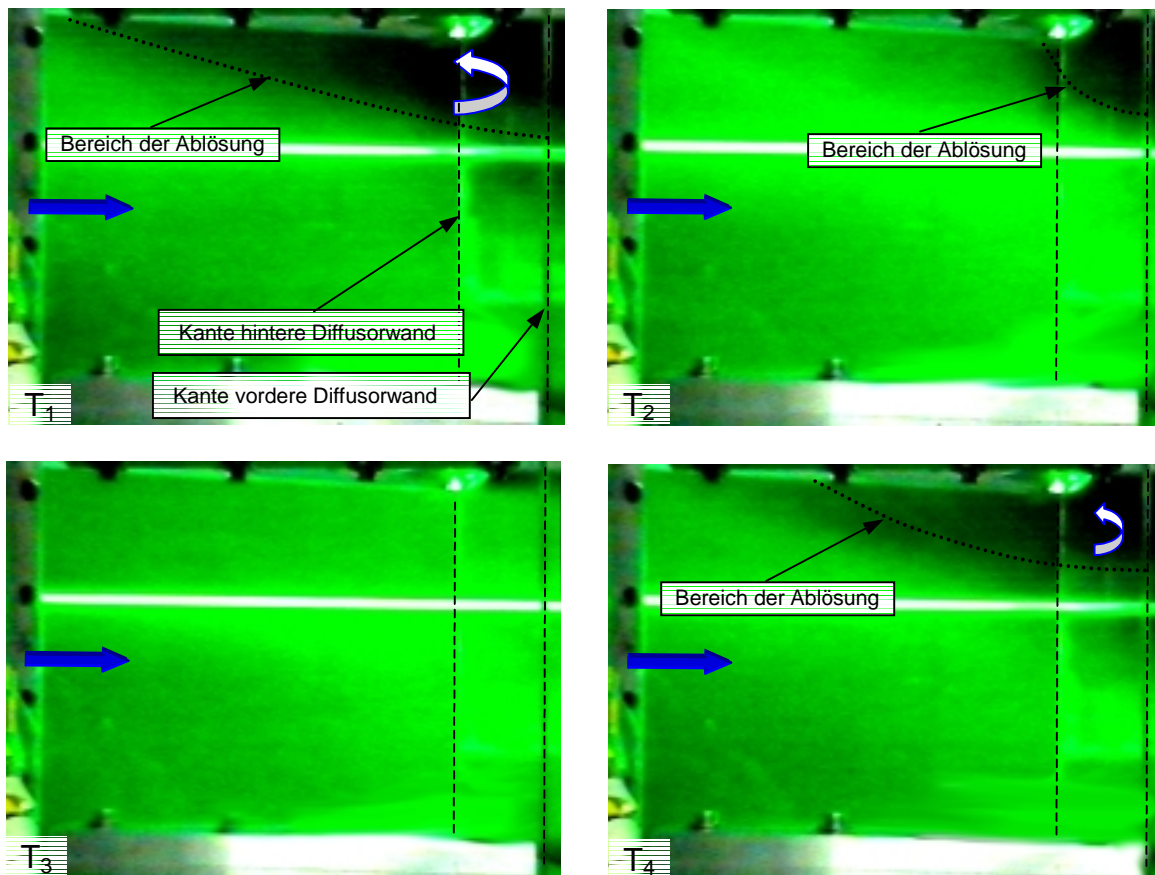 Bereich der Ablösung
Kante hintere Diffusorwand
Kante vordere Diffusorwand
T₁
Bereich der Ablösung
T₂
T₃
Bereich der Ablösung
T₄